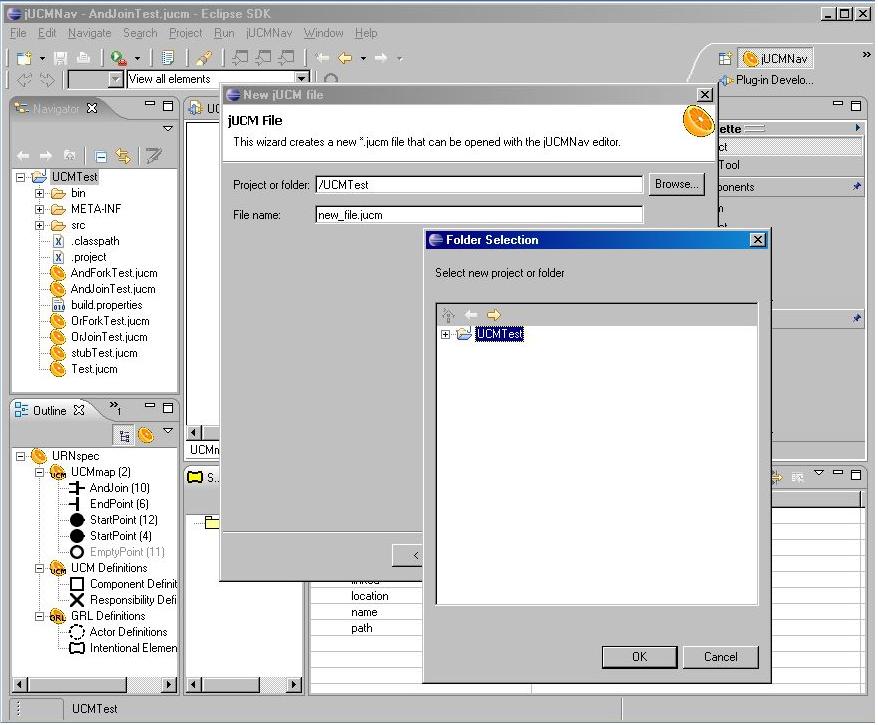 jUCMNav - AndJoinTest.jucm - Eclipse SDK
File Edit Navigate Search Project Run jUCMNav Window Help
jUCMNav
View all elements
Plug-in Develo...
Navigator
UCMTest
bin
META-INF
src
.classpath
.project
AndForkTest.jucm
AndJoinTest.jucm
build.properties
OrForkTest.jucm
OrJoinTest.jucm
stubTest.jucm
Test.jucm
New jUCM file
jUCM File
This wizard creates a new *.jucm file that can be opened with the jUCMNav editor.
Project or folder: /UCMTest Browse...
File name: new_file.jucm
ette
ct
Tool
ponents
Folder Selection
Select new project or folder
UCMTest
OK Cancel
<
Outline
1
URNspec
UCMmap (2)
AndJoin (10)
EndPoint (6)
StartPoint (12)
StartPoint (4)
EmptyPoint (11)
UCM Definitions
Component Definit
Responsibility Defi
GRL Definitions
Actor Definitions
Intentional Elemen
UCMm
S...
linked
location
name
path
UCMTest